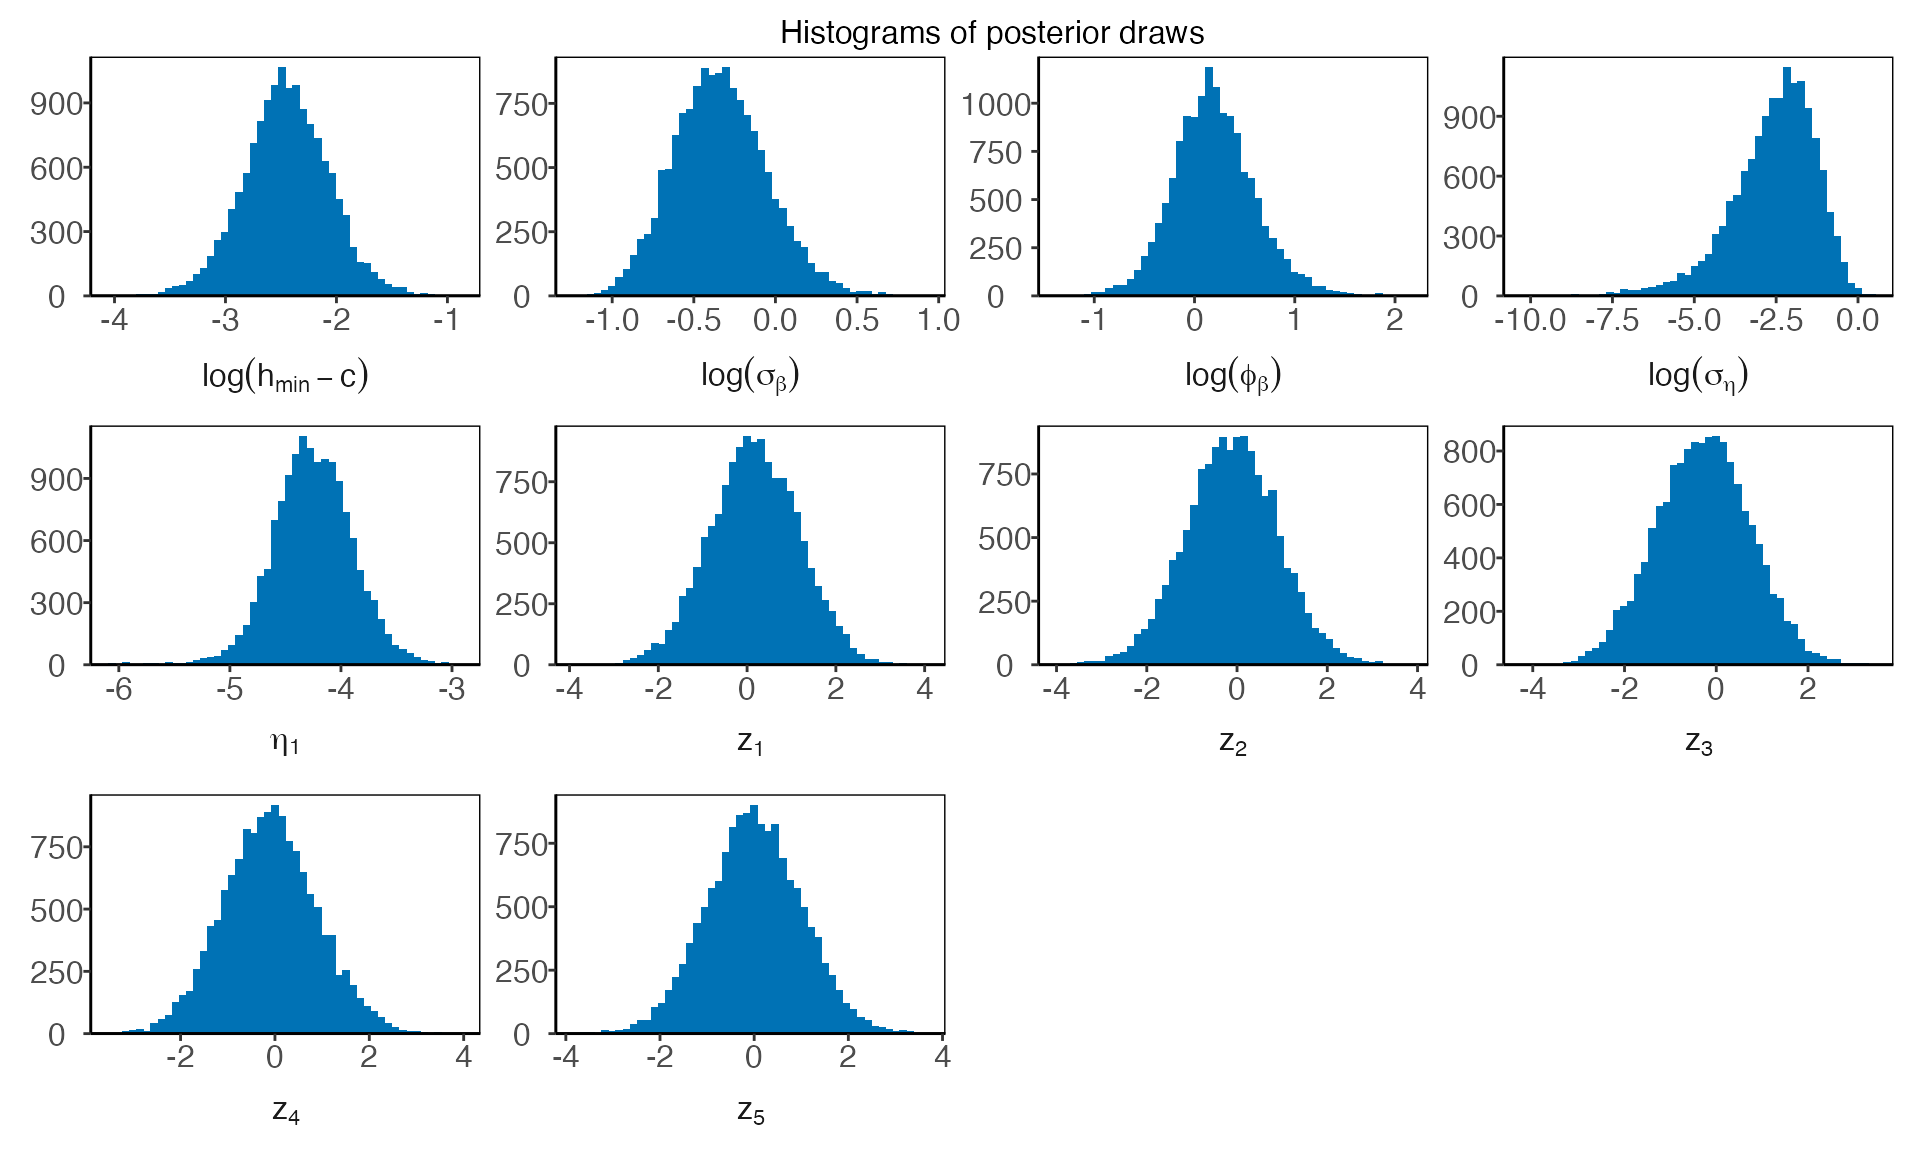 Histograms of posterior draws
900
600
300
0
-4 -3 -2 -1
log(h_min – c)
750
500
250
0
-1.0 -0.5 0.0 0.5 1.0
log(σ_β)
1000
750
500
250
0
-1 0 1 2
log(ϕ_β)
900
600
300
0
-10.0 -7.5 -5.0 -2.5 0.0
log(σ_η)
900
600
300
0
-6 -5 -4 -3
η₁
750
500
250
0
-4 -2 0 2 4
z₁
750
500
250
0
-4 -2 0 2 4
z₂
800
600
400
200
0
-4 -2 0 2
z₃
750
500
250
0
-2 0 2 4
z₄
750
500
250
0
-4 -2 0 2 4
z₅